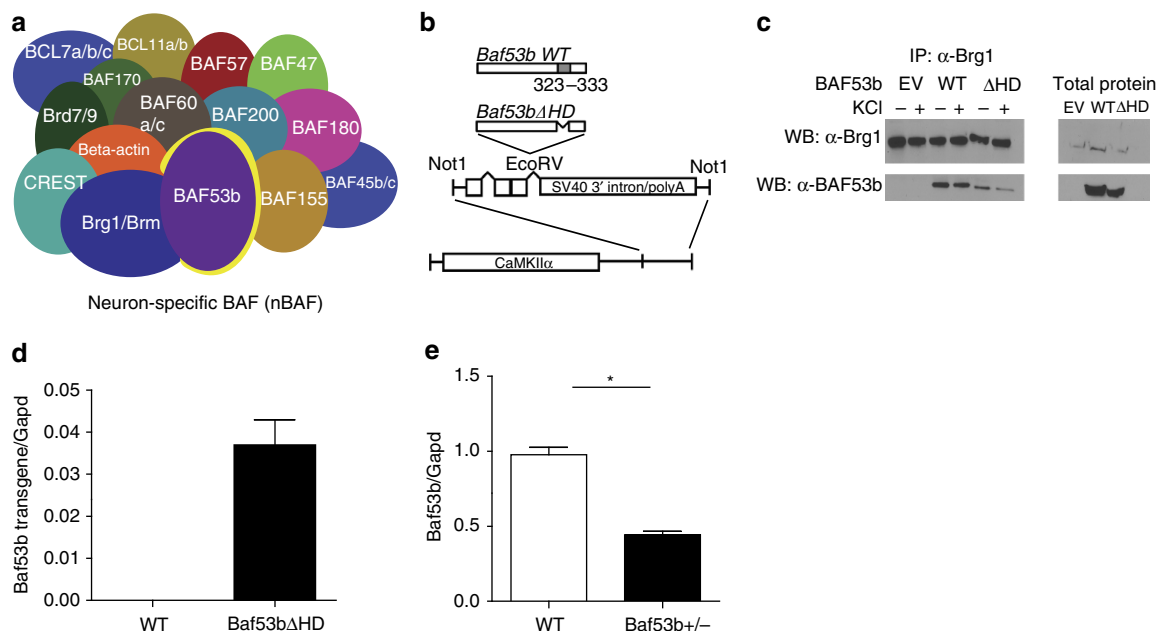 a
BCL7a/b/c
BCL11a/b
BAF57
BAF47
BAF170
Brd7/9
BAF60
a/c
BAF200
BAF180
Beta-actin
CREST
BAF53b
BAF155
BAF45b/c
Brg1/Brm
Neuron-specific BAF (nBAF)
b
Baf53b WT
323–333
Baf53bΔHD
Not1
EcoRV
Not1
SV40 3′ intron/polyA
CaMKIIα
c
IP: α-Brg1
BAF53b EV WT ΔHD
KCl – + – + – +
WB: α-Brg1
WB: α-BAF53b
Total protein
EV WT ΔHD
d
Baf53b transgene/Gapd
0.05
0.04
0.03
0.02
0.01
0.00
WT Baf53bΔHD
e
Baf53b/Gapd
1.5
1.0
0.5
0.0
*
WT Baf53b+/–